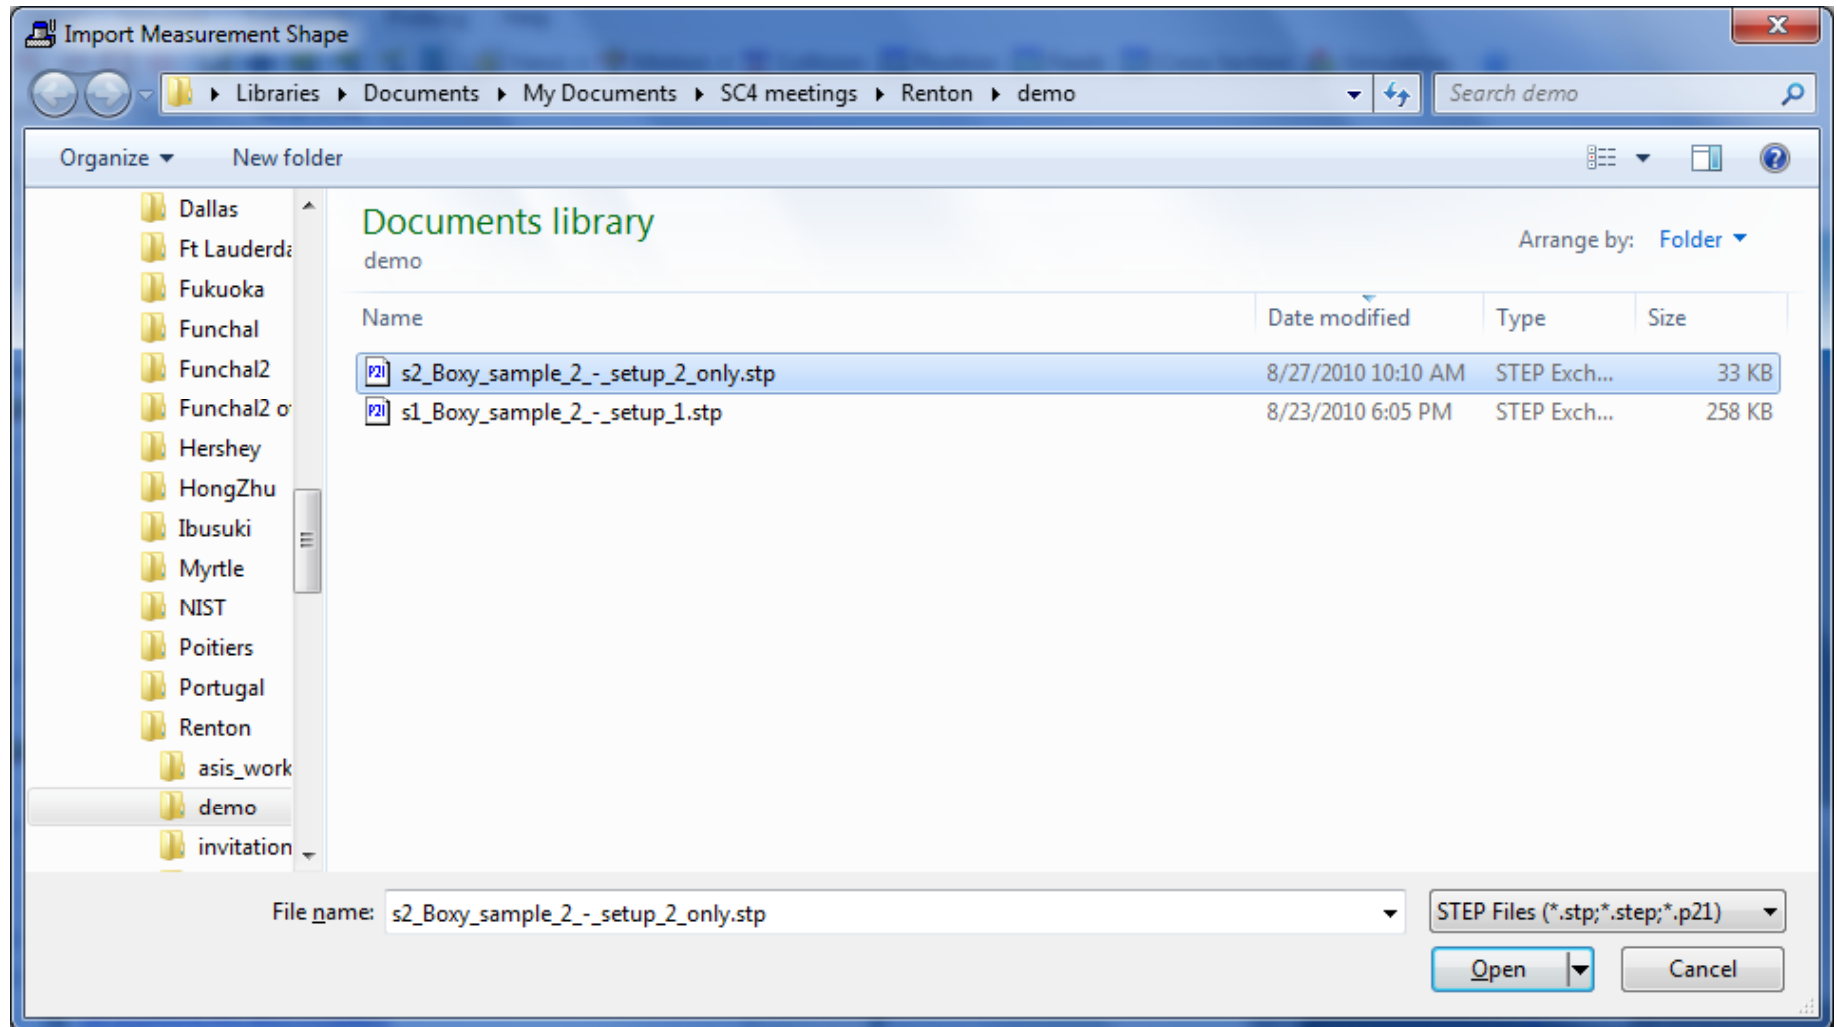 Import Measurement Shape
Libraries Documents My Documents SC4 meetings Renton demo
Search demo
Organize New folder
Dallas
Ft Lauderda
Fukuoka
Funchal
Funchal2
Funchal2 o
Hershey
HongZhu
Ibusuki
Myrtle
NIST
Poitiers
Portugal
Renton
asis_work
demo
invitation
Documents library
demo
Arrange by: Folder
Name Date modified Type Size
s2_Boxy_sample_2_-_setup_2_only.stp 8/27/2010 10:10 AM STEP Exch... 33 KB
s1_Boxy_sample_2_-_setup_1.stp 8/23/2010 6:05 PM STEP Exch... 258 KB
File name: s2_Boxy_sample_2_-_setup_2_only.stp STEP Files (*.stp;*.step;*.p21)
Open Cancel